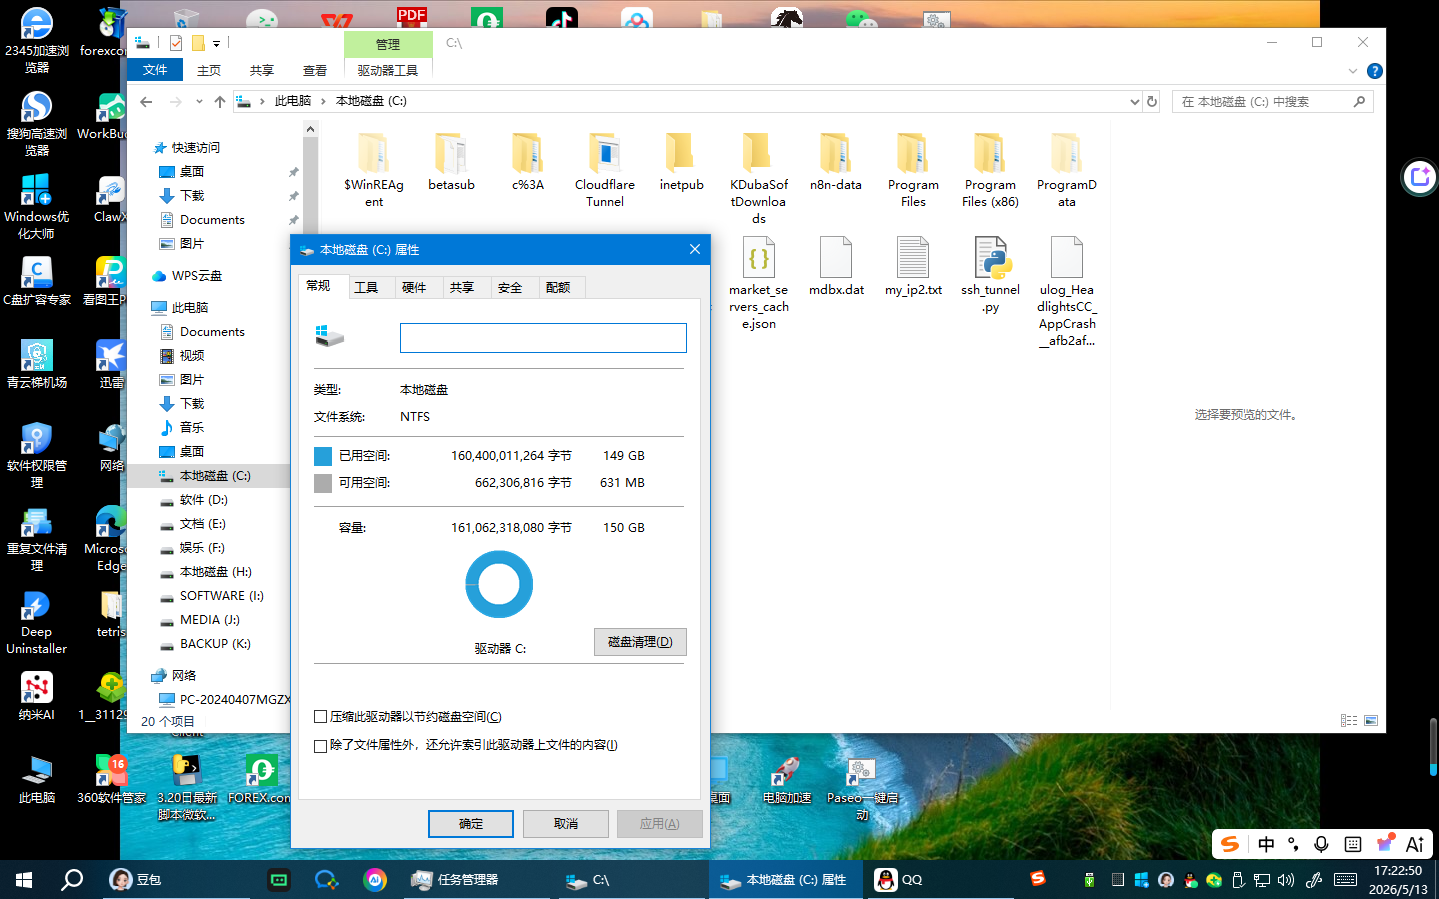 2345加速浏
览器
搜狗高速浏
览器
Windows优
化大师
C盘扩容专家
青云梯机场
软件权限管
理
重复文件清
理
Deep
Uninstaller
纳米AI
此电脑
forexcon
WorkBud
ClawX
看图王P
迅雷
网络
Microso
Edge
tetris
1__31129
16
360软件管家
PDF
管理
C:\
文件
主页
共享
查看
驱动器工具
此电脑
本地磁盘 (C:)
在 本地磁盘 (C:) 中搜索
快速访问
桌面
下载
Documents
图片
WPS云盘
此电脑
Documents
视频
图片
下载
音乐
桌面
本地磁盘 (C:)
软件 (D:)
文档 (E:)
娱乐 (F:)
本地磁盘 (H:)
SOFTWARE (I:)
MEDIA (J:)
BACKUP (K:)
网络
PC-20240407MGZX
20 个项目
$WinREAg
ent
betasub
c%3A
Cloudflare
Tunnel
inetpub
KDubaSof
tDownloa
ds
n8n-data
Program
Files
Program
Files (x86)
ProgramD
ata
market_se
rvers_cach
e.json
mdbx.dat
my_ip2.txt
ssh_tunnel
.py
ulog_Hea
dlightsCC_
AppCrash
__afb2af...
选择要预览的文件。
本地磁盘 (C:) 属性
常规
工具
硬件
共享
安全
配额
类型:
本地磁盘
文件系统:
NTFS
已用空间:
160,400,011,264 字节
149 GB
可用空间:
662,306,816 字节
631 MB
容量:
161,062,318,080 字节
150 GB
驱动器 C:
磁盘清理(D)
压缩此驱动器以节约磁盘空间(C)
除了文件属性外，还允许索引此驱动器上文件的内容(I)
确定
取消
应用(A)
Client
3.20日最新
脚本微软...
FOREX.con
桌面
电脑加速
Paseo一键启
动
中
Ai
豆包
任务管理器
C:\
本地磁盘 (C:) 属性
QQ
17:22:50
2026/5/13